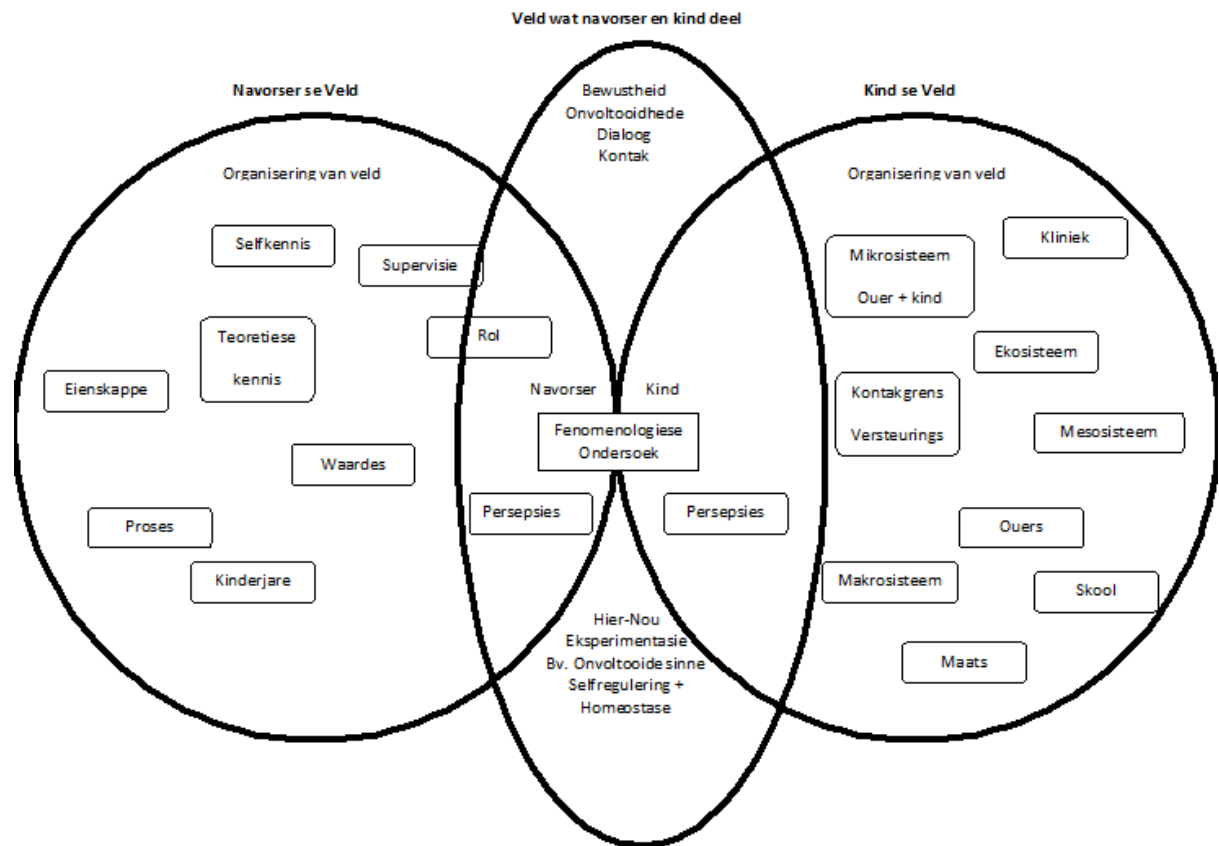 Veld wat navorser en kind deel
Navorser se Veld
Kind se Veld
Bewustheid
Onvoltooidhede
Dialoog
Kontak
Organisering van veld
Organisering van veld
Selfkennis
Supervisie
Teoretiese
kennis
Rol
Eienskappe
Waardes
Proses
Kinderjare
Navorser
Kind
Fenomenologiese
Ondersoek
Persepsies
Persepsies
Hier-Nou
Eksperimentasie
Bv. Onvoltooide sinne
Selfregulering +
Homeostase
Mikrosisteem
Ouer + kind
Kliniek
Ekosisteem
Kontakgrens
Versteurings
Mesosisteem
Ouers
Makrosisteem
Skool
Maats